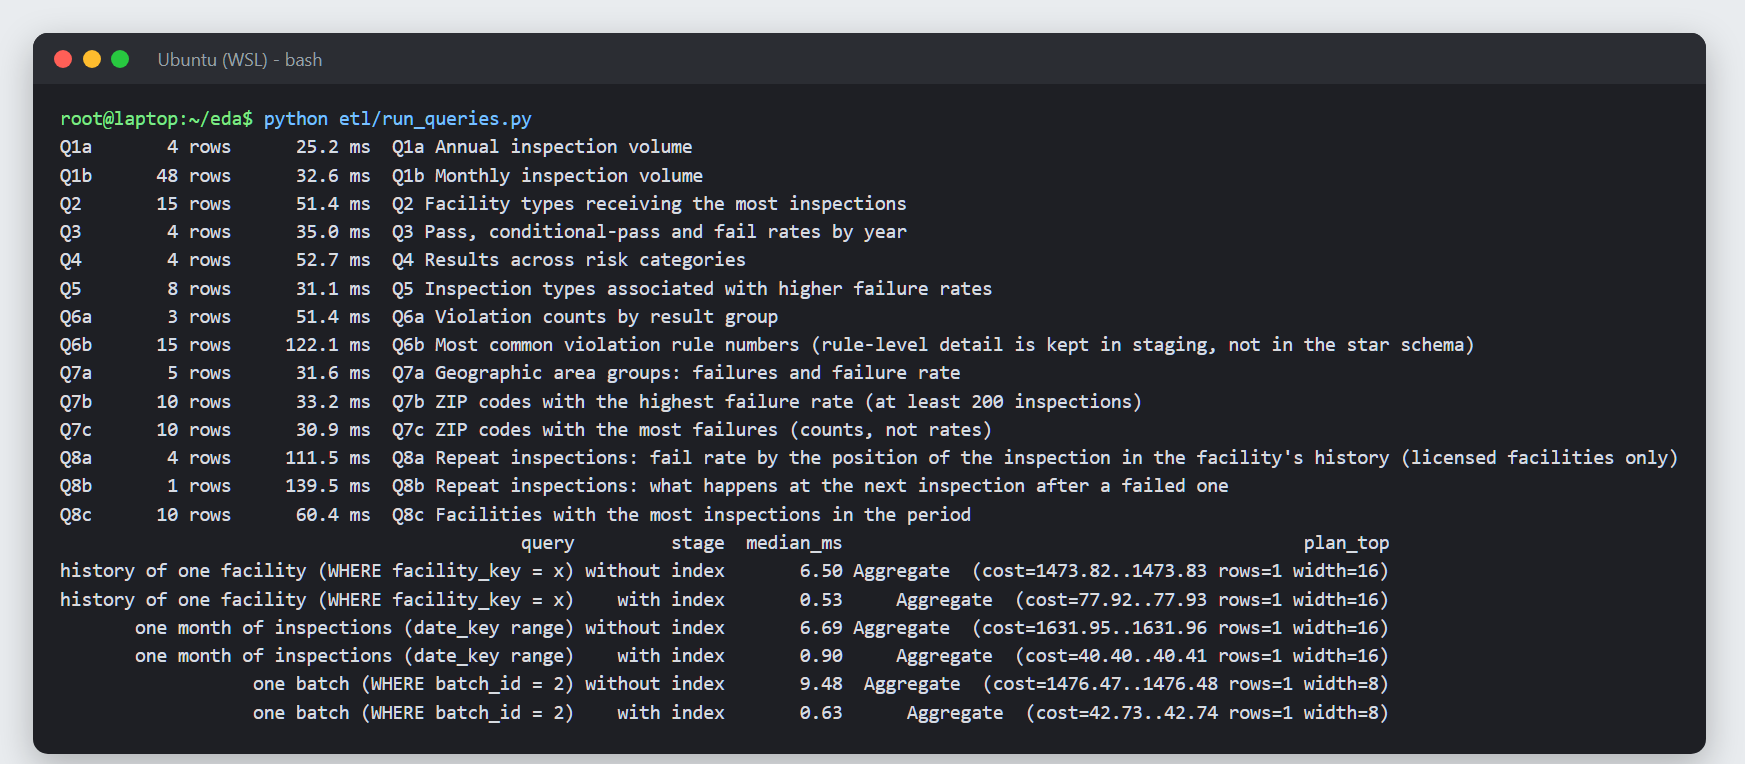 Ubuntu (WSL) - bash
root@laptop:~/eda$ python etl/run_queries.py
Q1a       4 rows      25.2 ms  Q1a Annual inspection volume
Q1b      48 rows      32.6 ms  Q1b Monthly inspection volume
Q2       15 rows      51.4 ms  Q2 Facility types receiving the most inspections
Q3        4 rows      35.0 ms  Q3 Pass, conditional-pass and fail rates by year
Q4        4 rows      52.7 ms  Q4 Results across risk categories
Q5        8 rows      31.1 ms  Q5 Inspection types associated with higher failure rates
Q6a       3 rows      51.4 ms  Q6a Violation counts by result group
Q6b      15 rows     122.1 ms  Q6b Most common violation rule numbers (rule-level detail is kept in staging, not in the star schema)
Q7a       5 rows      31.6 ms  Q7a Geographic area groups: failures and failure rate
Q7b      10 rows      33.2 ms  Q7b ZIP codes with the highest failure rate (at least 200 inspections)
Q7c      10 rows      30.9 ms  Q7c ZIP codes with the most failures (counts, not rates)
Q8a       4 rows     111.5 ms  Q8a Repeat inspections: fail rate by the position of the inspection in the facility's history (licensed facilities only)
Q8b       1 rows     139.5 ms  Q8b Repeat inspections: what happens at the next inspection after a failed one
Q8c      10 rows      60.4 ms  Q8c Facilities with the most inspections in the period
                                           query         stage  median_ms                                           plan_top
history of one facility (WHERE facility_key = x) without index       6.50 Aggregate  (cost=1473.82..1473.83 rows=1 width=16)
history of one facility (WHERE facility_key = x)    with index       0.53     Aggregate  (cost=77.92..77.93 rows=1 width=16)
       one month of inspections (date_key range) without index       6.69 Aggregate  (cost=1631.95..1631.96 rows=1 width=16)
       one month of inspections (date_key range)    with index       0.90     Aggregate  (cost=40.40..40.41 rows=1 width=16)
                  one batch (WHERE batch_id = 2) without index       9.48  Aggregate  (cost=1476.47..1476.48 rows=1 width=8)
                  one batch (WHERE batch_id = 2)    with index       0.63      Aggregate  (cost=42.73..42.74 rows=1 width=8)